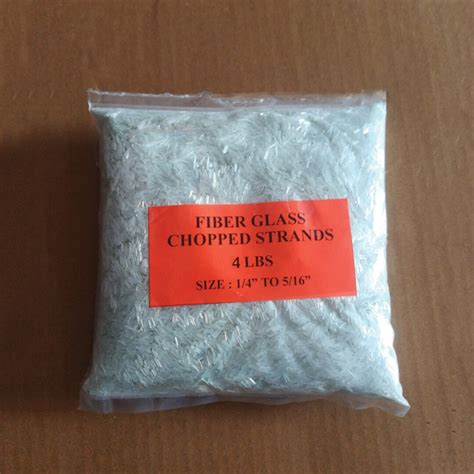 FIBER GLASS
CHOPPED STRANDS
4 LBS
SIZE : 1/4” TO 5/16”